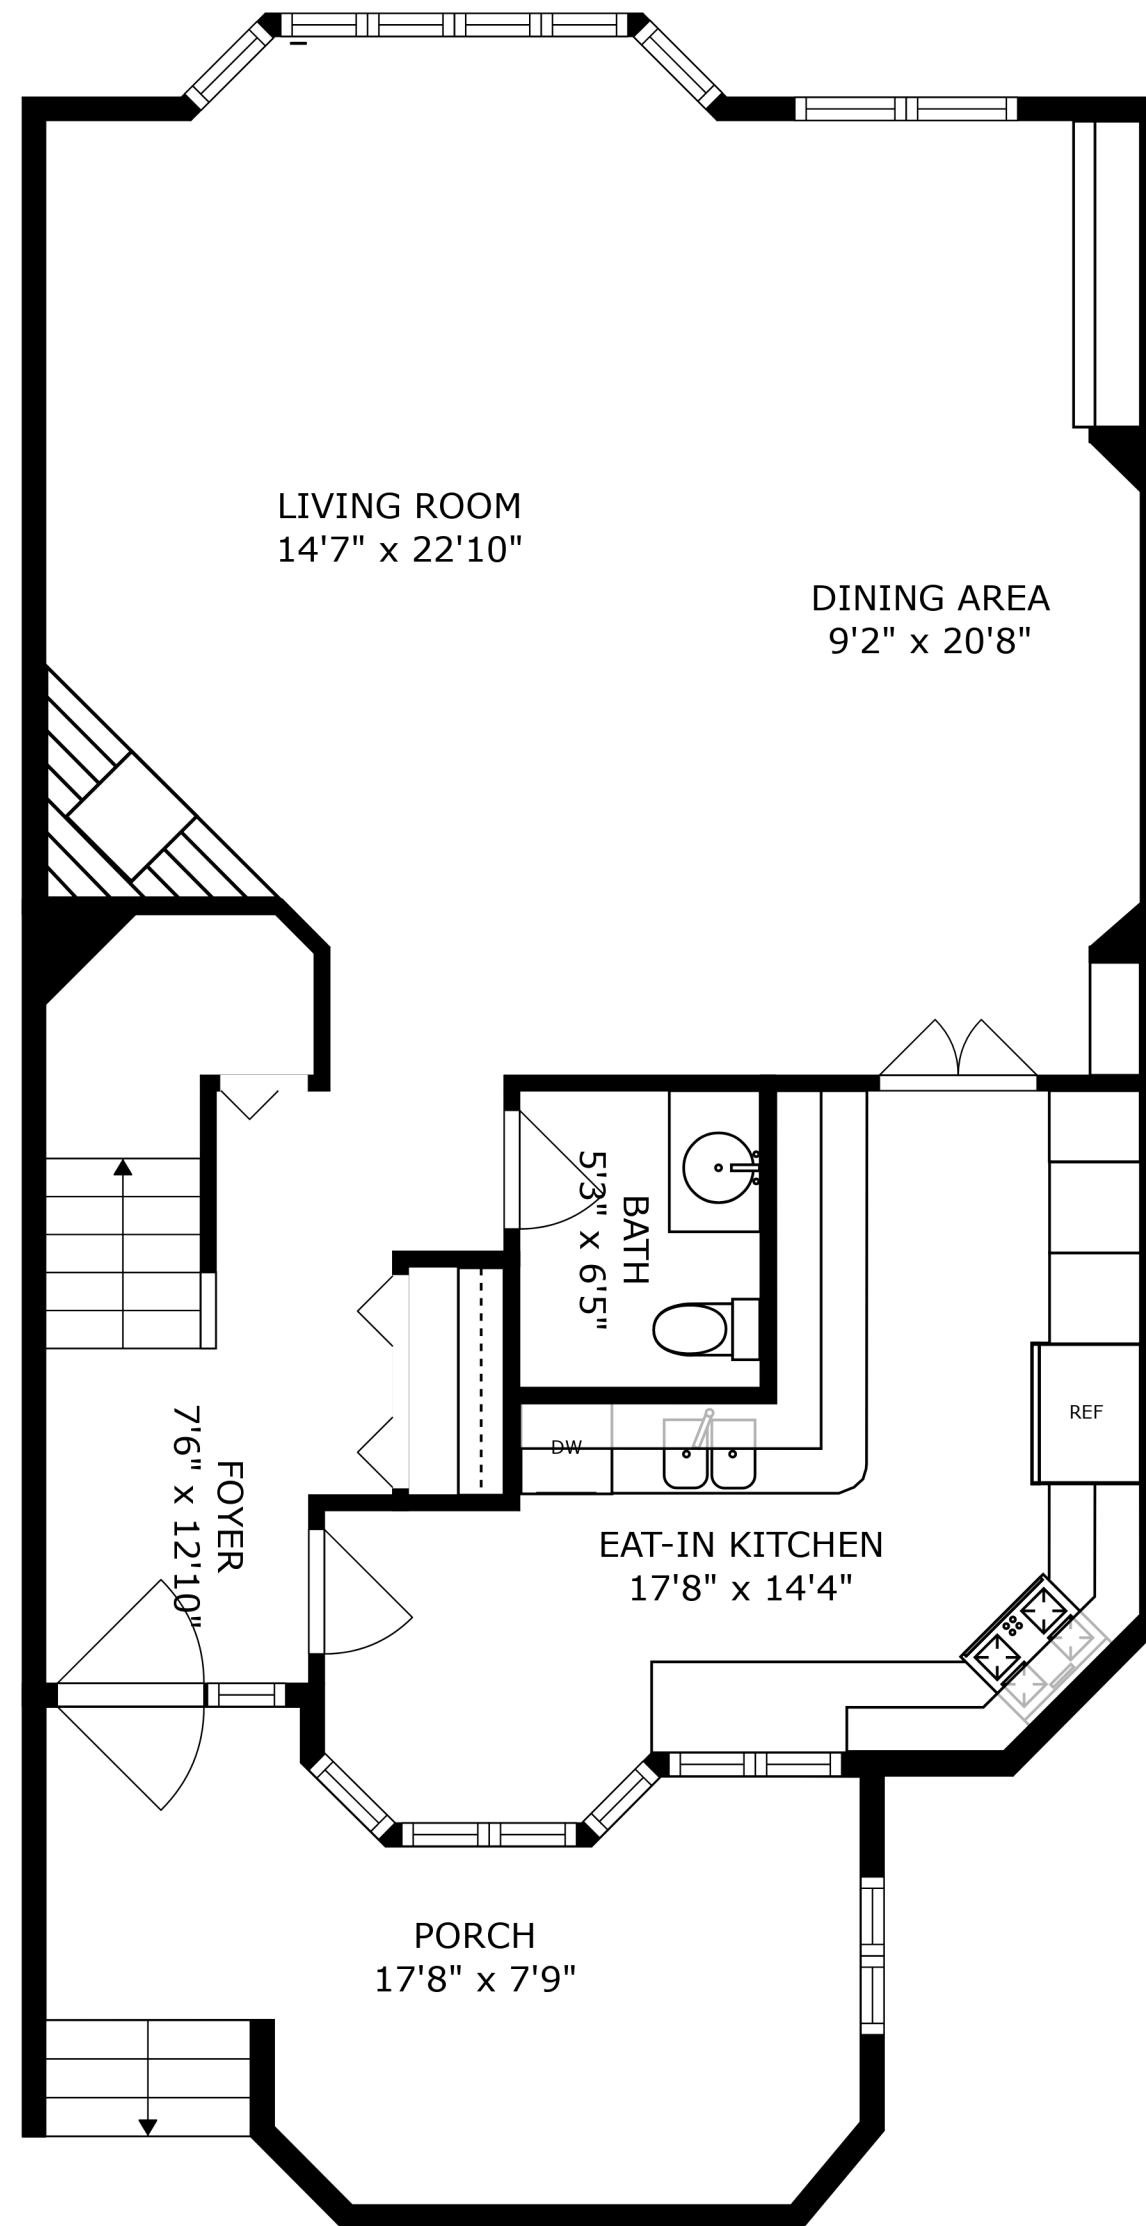 LIVING ROOM
14'7" x 22'10"
DINING AREA
9'2" x 20'8"
BATH
5'3" x 6'5"
REF
DW
FOYER
7'6" x 12'10"
EAT-IN KITCHEN
17'8" x 14'4"
PORCH
17'8" x 7'9"